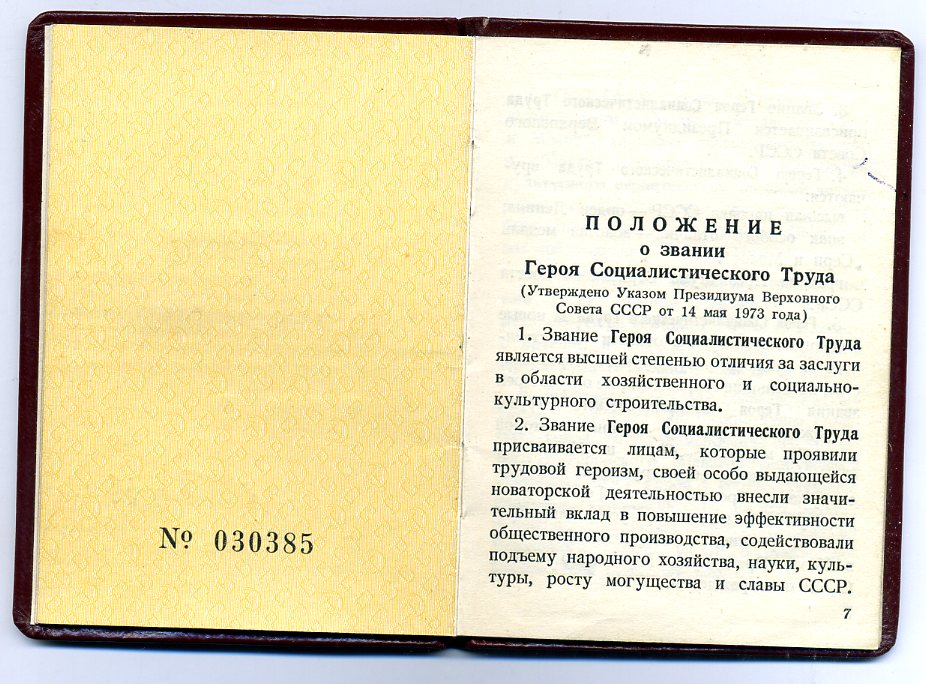 № 030385
ПОЛОЖЕНИЕ
о звании
Героя Социалистического Труда
(Утверждено Указом Президиума Верховного
Совета СССР от 14 мая 1973 года)
1. Звание Героя Социалистического Труда
является высшей степенью отличия за заслуги
в области хозяйственного и социально-
культурного строительства.
2. Звание Героя Социалистического Труда
присваивается лицам, которые проявили
трудовой героизм, своей особо выдающейся
новаторской деятельностью внесли значи-
тельный вклад в повышение эффективности
общественного производства, содействовали
подъему народного хозяйства, науки, куль-
туры, росту могущества и славы СССР.
7